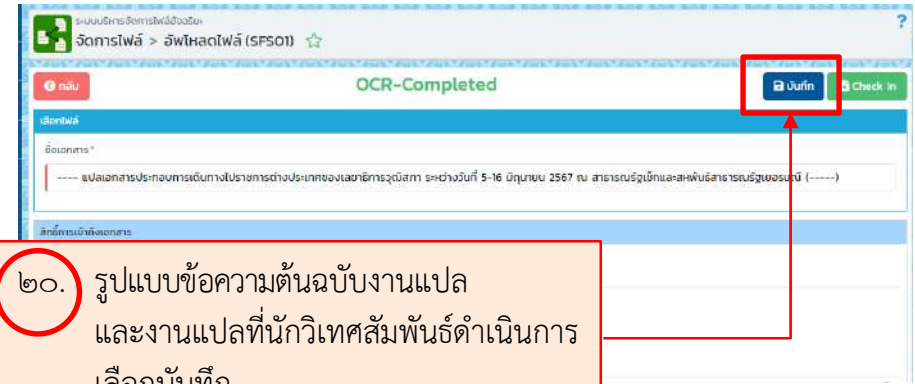 ระบบบริหารจัดการไฟล์อัจฉริยะ
?
จัดการไฟล์ > อัพโหลดไฟล์ (SFS01)
กลับ
OCR-Completed
บันทึก
Check In
เลือกไฟล์
ชื่อเอกสาร *
---- แปลเอกสารประกอบการเดินทางไปราชการต่างประเทศของเลขาธิการวุฒิสภา ระหว่างวันที่ 5-16 มิถุนายน 2567 ณ สาธารณรัฐเช็กและสหพันธ์สาธารณรัฐเยอรมนี (-----)
สิทธิ์การเข้าถึงเอกสาร
๒๐. รูปแบบข้อความต้นฉบับงานแปล
และงานแปลที่นักวิเทศสัมพันธ์ดำเนินการ
เลือกบันทึก